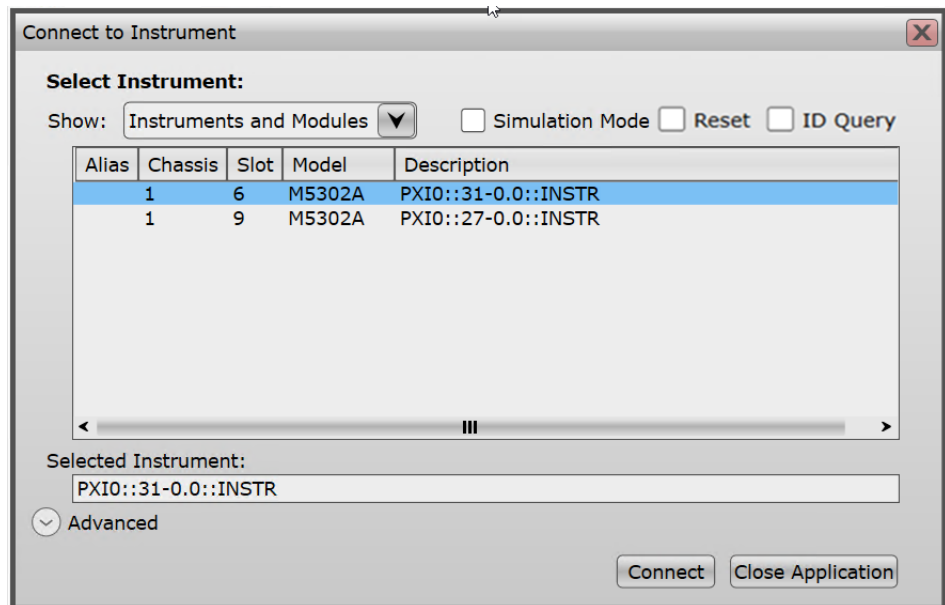 Connect to Instrument
Select Instrument:
Show: Instruments and Modules Simulation Mode Reset ID Query
Alias Chassis Slot Model Description
1 6 M5302A PXI0::31-0.0::INSTR
1 9 M5302A PXI0::27-0.0::INSTR
Selected Instrument:
PXI0::31-0.0::INSTR
Advanced
Connect Close Application